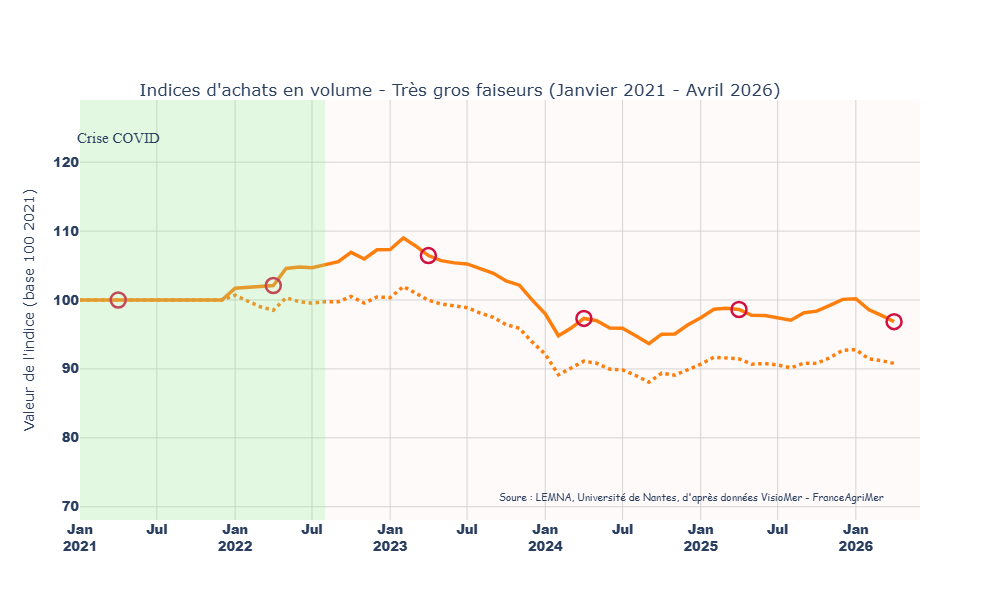 Indices d'achats en volume - Très gros faiseurs (Janvier 2021 - Avril 2026)
Crise COVID
Valeur de l'indice (base 100 2021)
120
110
100
90
80
70
Soure : LEMNA, Université de Nantes, d'après données VisioMer - FranceAgriMer
Jan Jul Jan Jul Jan Jul Jan Jul Jan Jul Jan
2021 2022 2023 2024 2025 2026